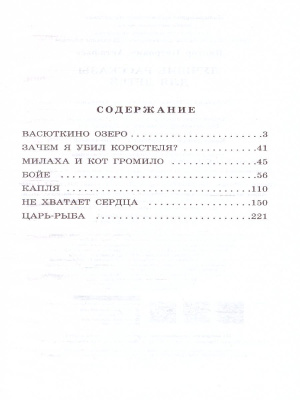 СОДЕРЖАНИЕ
ВАСЮТКИНО ОЗЕРО ........................ 3
ЗАЧЕМ Я УБИЛ КОРОСТЕЛЯ? ................ 41
МИЛАХА И КОТ ГРОМИЛО ................... 45
БОЙЕ ................................... 56
КАПЛЯ .................................. 110
НЕ ХВАТАЕТ СЕРДЦА ...................... 150
ЦАРЬ-РЫБА .............................. 221